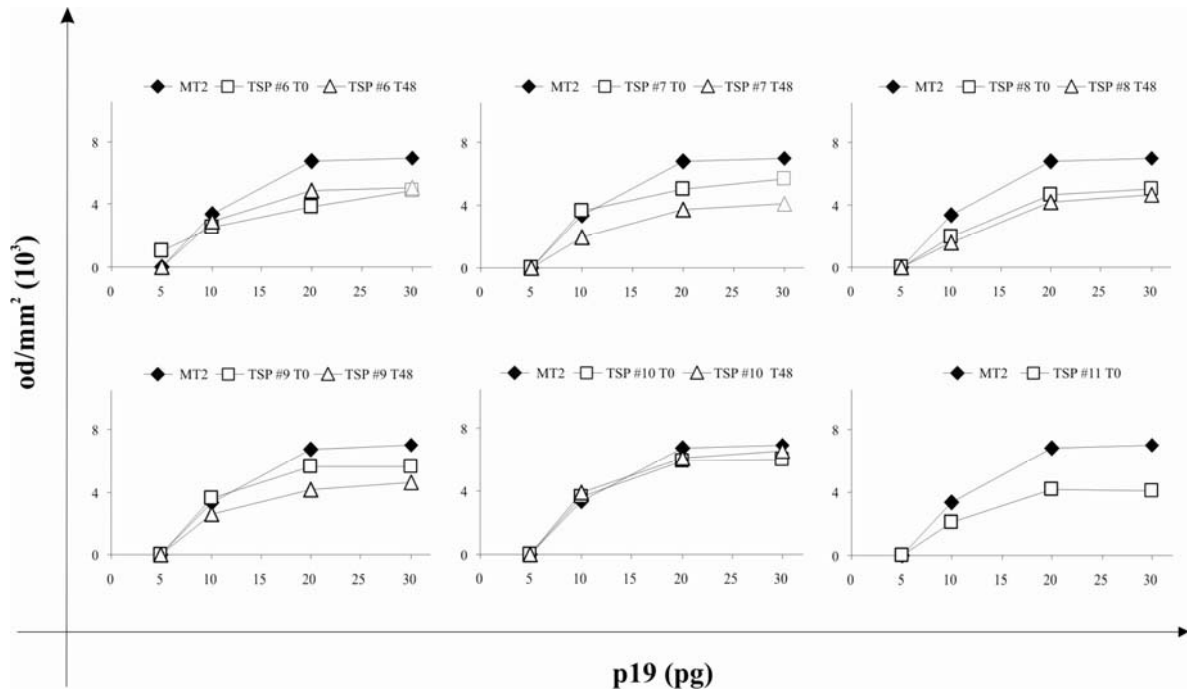 MT2 TSP #6 T0 TSP #6 T48
8
4
0
0 5 10 15 20 25 30
MT2 TSP #7 T0 TSP #7 T48
8
4
0
0 5 10 15 20 25 30
MT2 TSP #8 T0 TSP #8 T48
8
4
0
0 5 10 15 20 25 30
od/mm² (10³)
MT2 TSP #9 T0 TSP #9 T48
8
4
0
0 5 10 15 20 25 30
MT2 TSP #10 T0 TSP #10 T48
8
4
0
0 5 10 15 20 25 30
MT2 TSP #11 T0
8
4
0
0 5 10 15 20 25 30
p19 (pg)